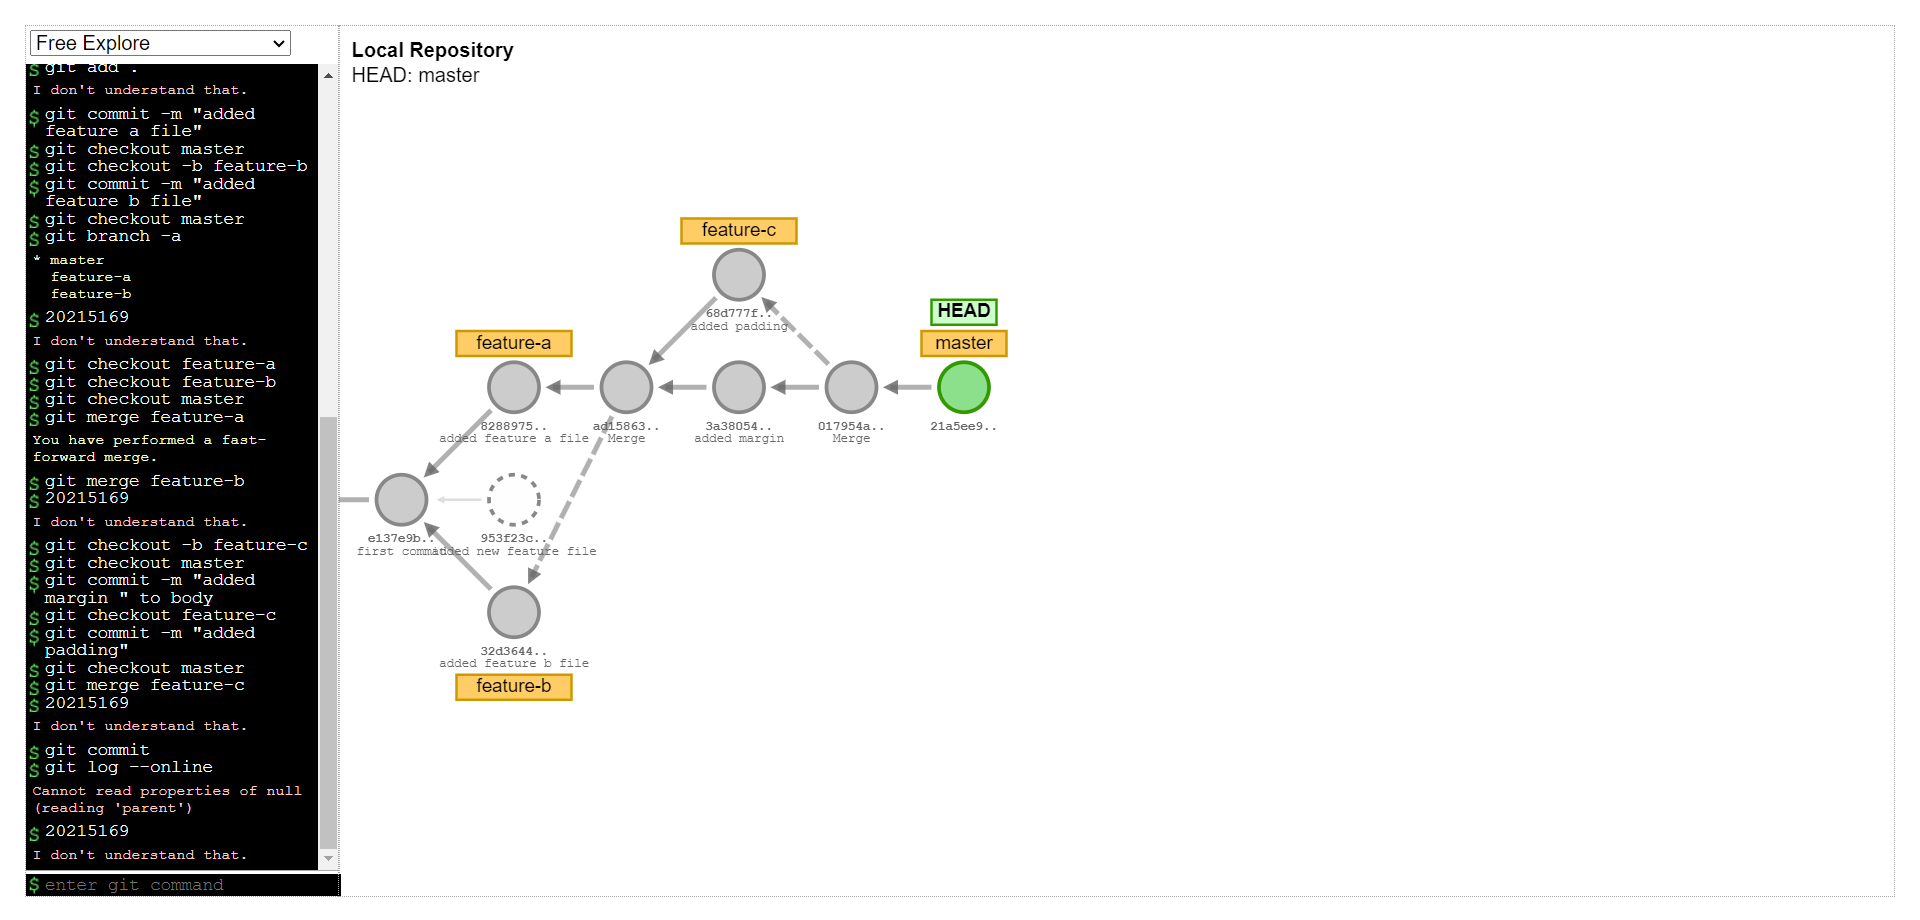 Free Explore
$ git add .
I don't understand that.
$ git commit -m "added
feature a file"
$ git checkout master
$ git checkout -b feature-b
$ git commit -m "added
feature b file"
$ git checkout master
$ git branch -a
* master
feature-a
feature-b
$ 20215169
I don't understand that.
$ git checkout feature-a
$ git checkout feature-b
$ git checkout master
$ git merge feature-a
You have performed a fast-
forward merge.
$ git merge feature-b
$ 20215169
I don't understand that.
$ git checkout -b feature-c
$ git checkout master
$ git commit -m "added
margin " to body
$ git checkout feature-c
$ git commit -m "added
padding"
$ git checkout master
$ git merge feature-c
$ 20215169
I don't understand that.
$ git commit
$ git log --online
Cannot read properties of null
(reading 'parent')
$ 20215169
I don't understand that.
$ enter git command
Local Repository
HEAD: master
feature-c
68d777f..
added padding
HEAD
feature-a
master
8288975..
added feature a file
ad15863..
Merge
3a38054..
added margin
017954a..
Merge
21a5ee9..
e137e9b..
first commit
953f23c..
added new feature file
32d3644..
added feature b file
feature-b